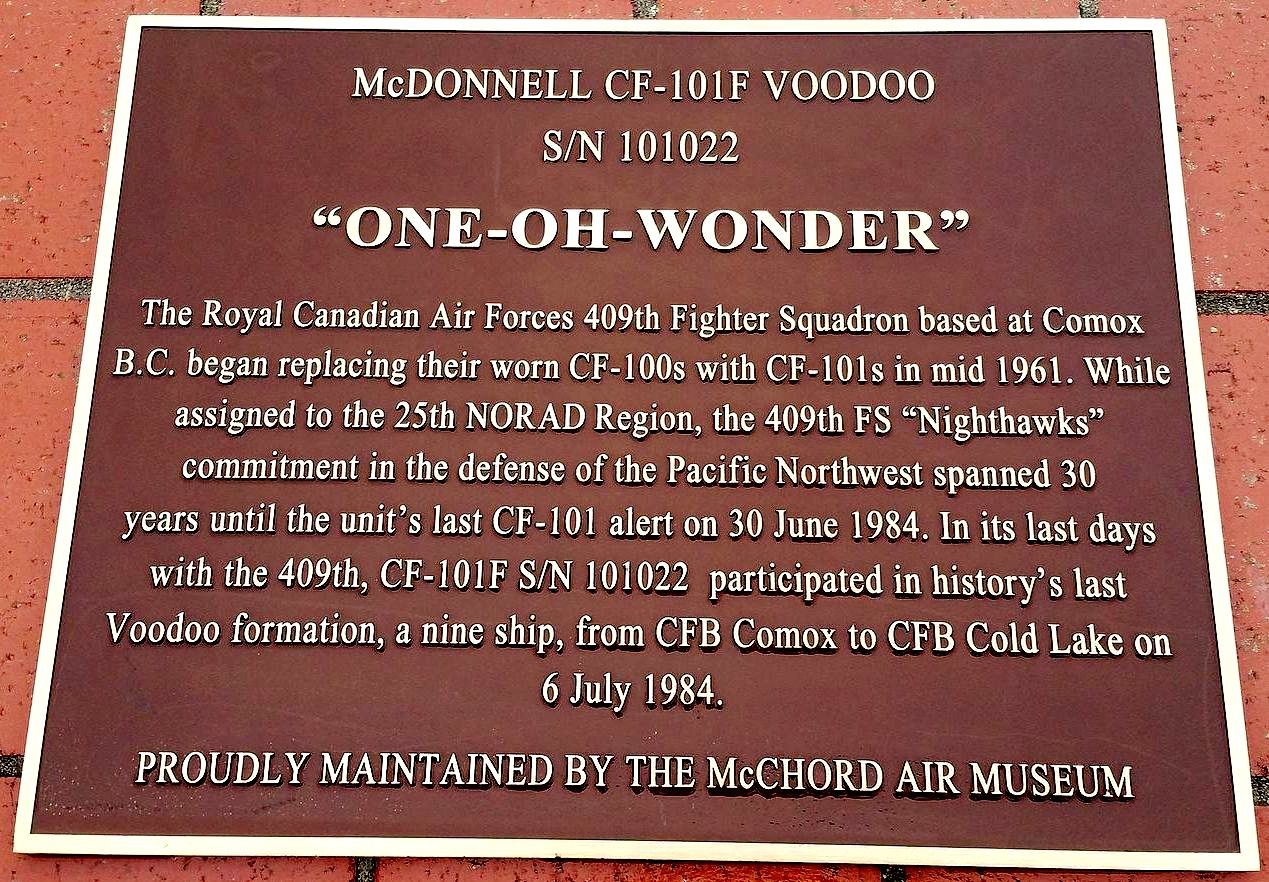 McDONNELL CF-101F VOODOO
S/N 101022
“ONE-OH-WONDER”
The Royal Canadian Air Forces 409th Fighter Squadron based at Comox
B.C. began replacing their worn CF-100s with CF-101s in mid 1961. While
assigned to the 25th NORAD Region, the 409th FS “Nighthawks”
commitment in the defense of the Pacific Northwest spanned 30
years until the unit’s last CF-101 alert on 30 June 1984. In its last days
with the 409th, CF-101F S/N 101022 participated in history’s last
Voodoo formation, a nine ship, from CFB Comox to CFB Cold Lake on
6 July 1984.
PROUDLY MAINTAINED BY THE McCHORD AIR MUSEUM